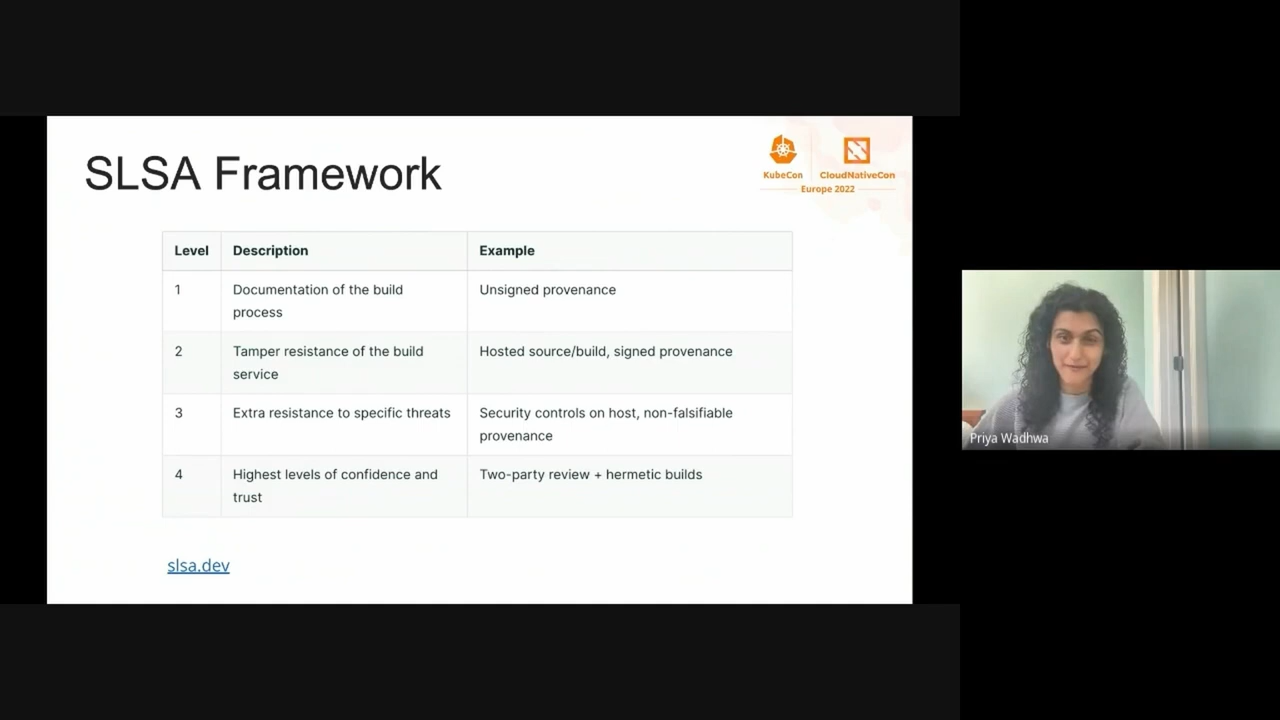 SLSA Framework
KubeCon
CloudNativeCon
Europe 2022
Level Description Example
1 Documentation of the build process Unsigned provenance
2 Tamper resistance of the build service Hosted source/build, signed provenance
3 Extra resistance to specific threats Security controls on host, non-falsifiable provenance
4 Highest levels of confidence and trust Two-party review + hermetic builds
slsa.dev
Priya Wadhwa